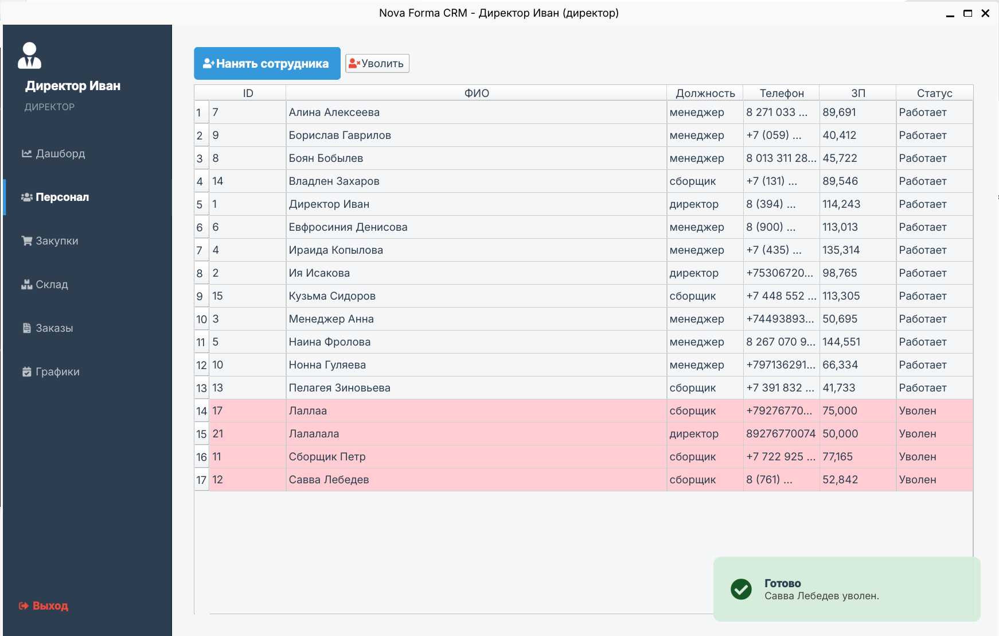 Nova Forma CRM - Директор Иван (директор)
Директор Иван
ДИРЕКТОР
Дашборд
Персонал
Закупки
Склад
Заказы
Графики
Выход
Нанять сотрудника Уволить
ID ФИО Должность Телефон ЗП Статус
1 7 Алина Алексеева менеджер 8 271 033 ... 89,691 Работает
2 9 Борислав Гаврилов менеджер +7 (059) ... 40,412 Работает
3 8 Боян Бобылев менеджер 8 013 311 28... 45,722 Работает
4 14 Владлен Захаров сборщик +7 (131) ... 89,546 Работает
5 1 Директор Иван директор 8 (394) ... 114,243 Работает
6 6 Евфросиния Денисова менеджер 8 (900) ... 113,013 Работает
7 4 Ираида Копылова менеджер +7 (435) ... 135,314 Работает
8 2 Ия Исакова директор +75306720... 98,765 Работает
9 15 Кузьма Сидоров сборщик +7 448 552 ... 113,305 Работает
10 3 Менеджер Анна менеджер +74493893... 50,695 Работает
11 5 Наина Фролова менеджер 8 267 070 9... 144,551 Работает
12 10 Нонна Гуляева менеджер +797136291... 66,334 Работает
13 13 Пелагея Зиновьева сборщик +7 391 832 ... 41,733 Работает
14 17 Лаллаа сборщик +79276770... 75,000 Уволен
15 21 Лалалала директор 89276770074 50,000 Уволен
16 11 Сборщик Петр сборщик +7 722 925 ... 77,165 Уволен
17 12 Савва Лебедев сборщик 8 (761) ... 52,842 Уволен
Готово
Савва Лебедев уволен.